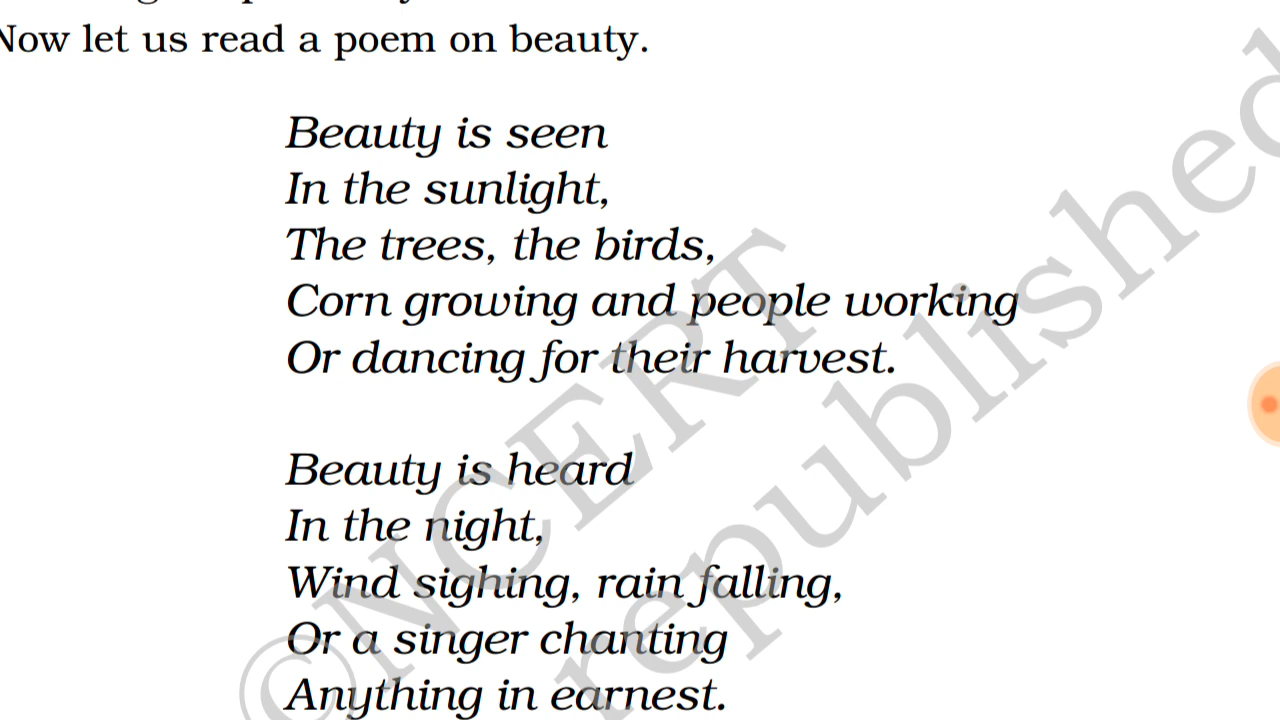 Now let us read a poem on beauty.
Beauty is seen
In the sunlight,
The trees, the birds,
Corn growing and people working
Or dancing for their harvest.
Beauty is heard
In the night,
Wind sighing, rain falling,
Or a singer chanting
Anything in earnest.
©NCERT
republished